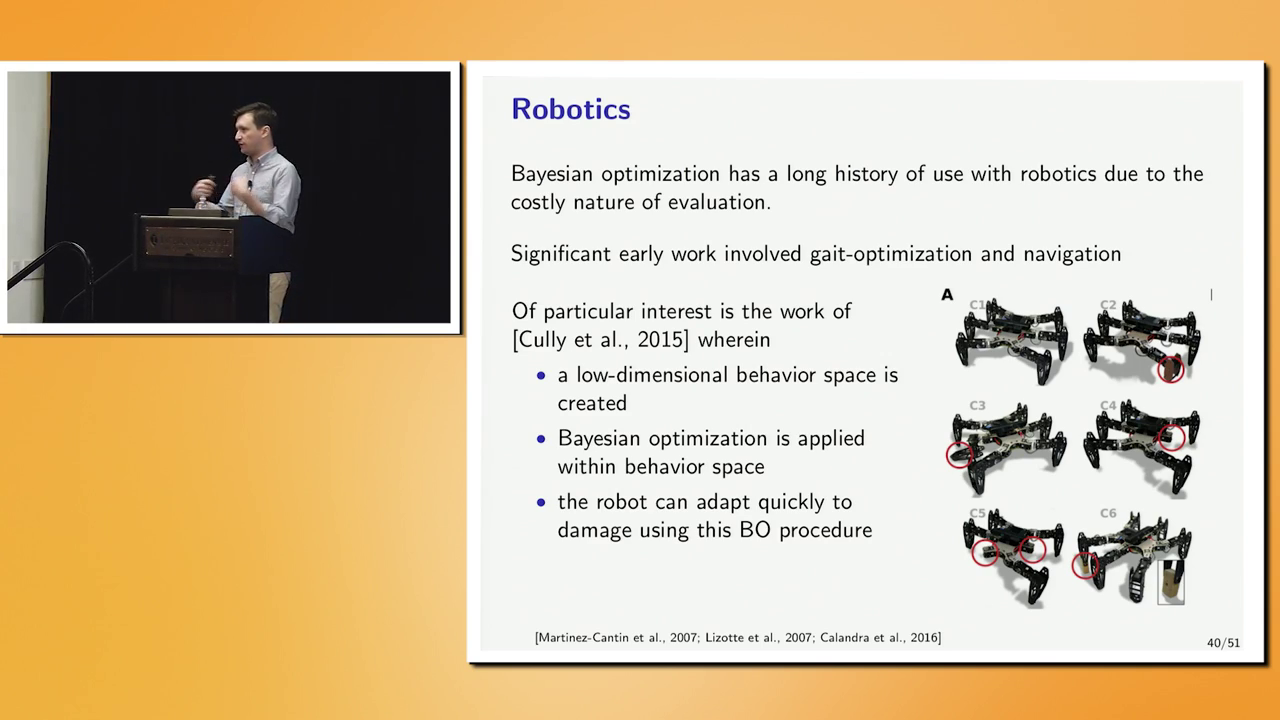 Robotics
Bayesian optimization has a long history of use with robotics due to the
costly nature of evaluation.
Significant early work involved gait-optimization and navigation
Of particular interest is the work of
[Cully et al., 2015] wherein
• a low-dimensional behavior space is
created
• Bayesian optimization is applied
within behavior space
• the robot can adapt quickly to
damage using this BO procedure
A
C1 C2
C3 C4
C5 C6
[Martinez-Cantin et al., 2007; Lizotte et al., 2007; Calandra et al., 2016]
40/51